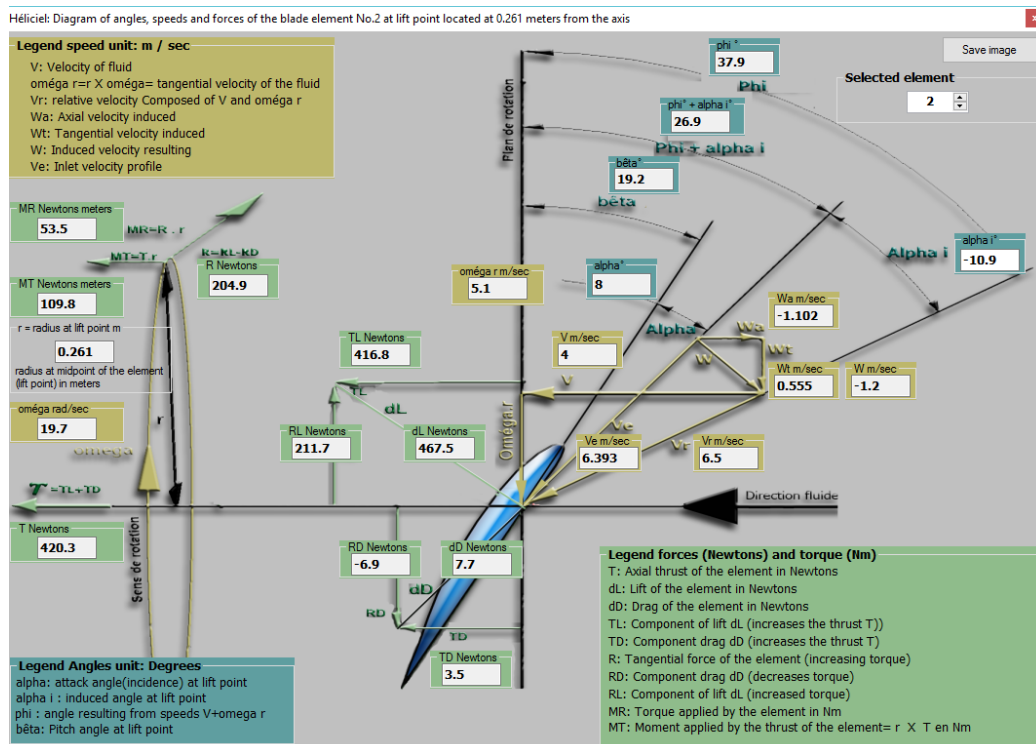 Héliciel: Diagram of angles, speeds and forces of the blade element No.2 at lift point located at 0.261 meters from the axis
x
Legend speed unit: m / sec
V: Velocity of fluid
oméga r=r X oméga= tangential velocity of the fluid
Vr: relative velocity Composed of V and oméga r
Wa: Axial velocity induced
Wt: Tangential velocity induced
W: Induced velocity resulting
Ve: Inlet velocity profile
Save image
Selected element
2
phi °
37.9
Phi
phi° + alpha i°
26.9
Phi + alpha i
bêta°
19.2
bêta
Plan de rotation
alpha i°
-10.9
Alpha i
alpha°
8
Alpha
MR Newtons meters
53.5
MR=R . r
MT=T.r
R=RL-RD
R Newtons
204.9
MT Newtons meters
109.8
r = radius at lift point m
0.261
radius at midpoint of the element
(lift point) in meters
r
oméga rad/sec
19.7
omega
oméga r m/sec
5.1
Wa m/sec
-1.102
Wa
Wt
W
Wt m/sec
0.555
W m/sec
-1.2
V m/sec
4
V
TL Newtons
416.8
TL
dL
RL Newtons
211.7
dL Newtons
467.5
Oméga.r
Ve
Ve m/sec
6.393
Vr
Vr m/sec
6.5
T =TL+TD
T Newtons
420.3
Sens de rotation
Direction fluide
RD Newtons
-6.9
dD Newtons
7.7
dD
RD
TD
TD Newtons
3.5
Legend Angles unit: Degrees
alpha: attack angle(incidence) at lift point
alpha i : induced angle at lift point
phi : angle resulting from speeds V+omega r
bêta: Pitch angle at lift point
Legend forces (Newtons) and torque (Nm)
T: Axial thrust of the element in Newtons
dL: Lift of the element in Newtons
dD: Drag of the element in Newtons
TL: Component of lift dL (increases the thrust T))
TD: Component drag dD (increases the thrust T)
R: Tangential force of the element (increasing torque)
RD: Component drag dD (decreases torque)
RL: Component of lift dL (increased torque)
MR: Torque applied by the element in Nm
MT: Moment applied by the thrust of the element= r X T en Nm